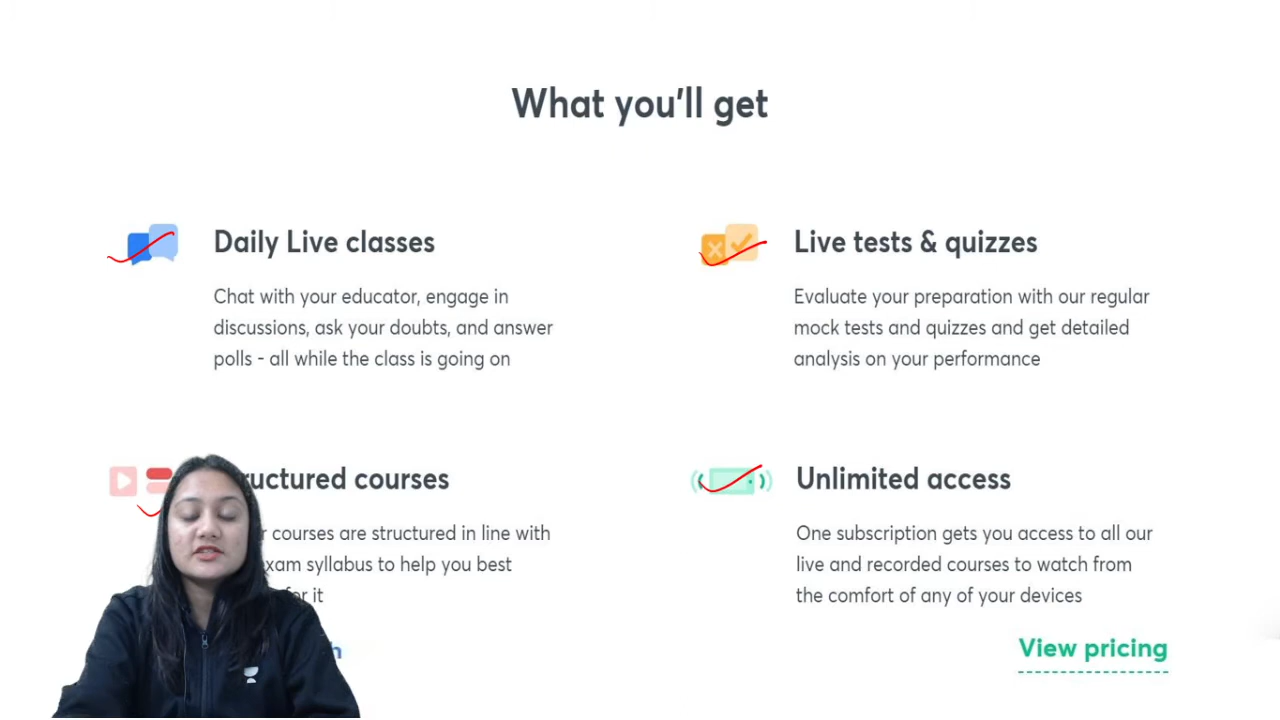 What you'll get
Daily Live classes
Chat with your educator, engage in
discussions, ask your doubts, and answer
polls - all while the class is going on
Live tests & quizzes
Evaluate your preparation with our regular
mock tests and quizzes and get detailed
analysis on your performance
courses
courses are structured in line with
syllabus to help you best
for it
Unlimited access
One subscription gets you access to all our
live and recorded courses to watch from
the comfort of any of your devices
View pricing